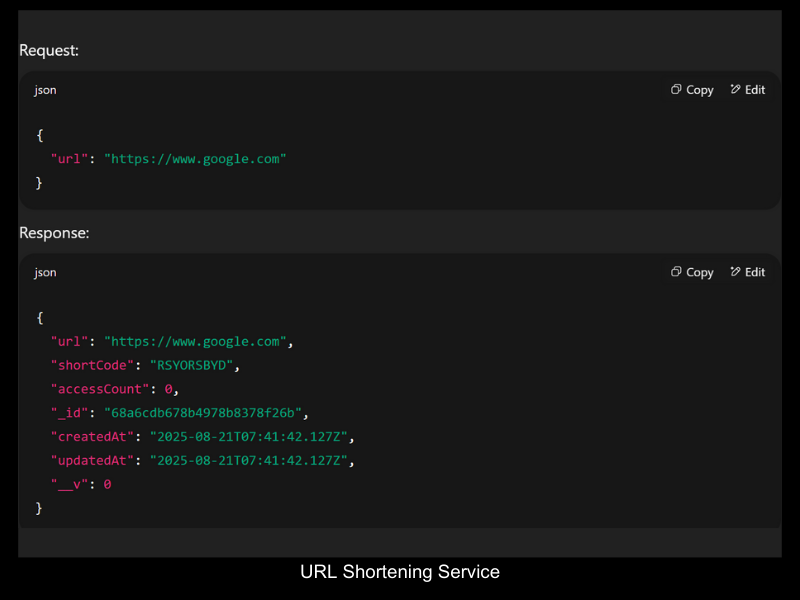 Request:
json Copy Edit
{
"url": "https://www.google.com"
}
Response:
json Copy Edit
{
"url": "https://www.google.com",
"shortCode": "RSYORSBYD",
"accessCount": 0,
"_id": "68a6cdb678b4978b8378f26b",
"createdAt": "2025-08-21T07:41:42.127Z",
"updatedAt": "2025-08-21T07:41:42.127Z",
"__v": 0
}
URL Shortening Service